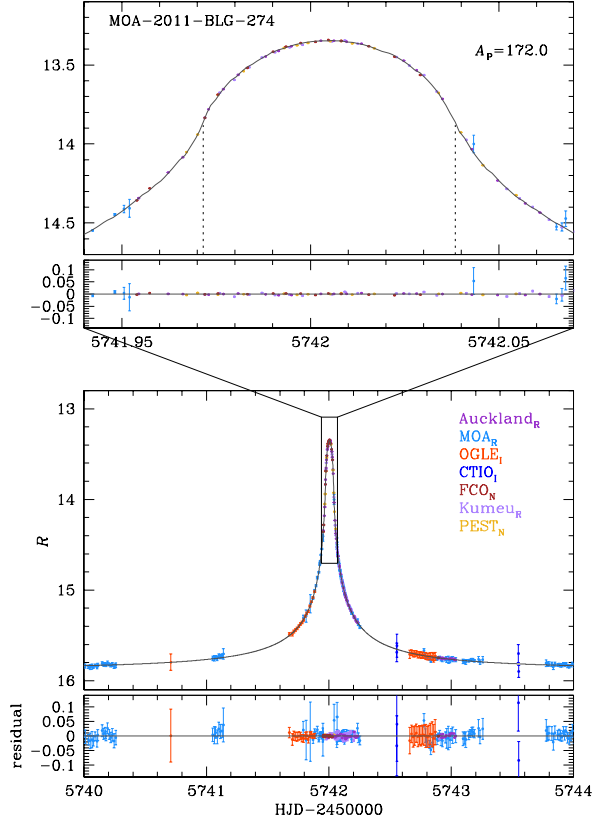 MOA-2011-BLG-274
A_P=172.0
13.5
14
14.5
0.1
0.05
0
-0.05
-0.1
5741.95 5742 5742.05
13
14
15
16
R
Auckland_R
MOA_R
OGLE_I
CTIO_I
FCO_N
Kumeu_R
PEST_N
0.1
0.05
0
-0.05
-0.1
residual
5740 5741 5742 5743 5744
HJD-2450000